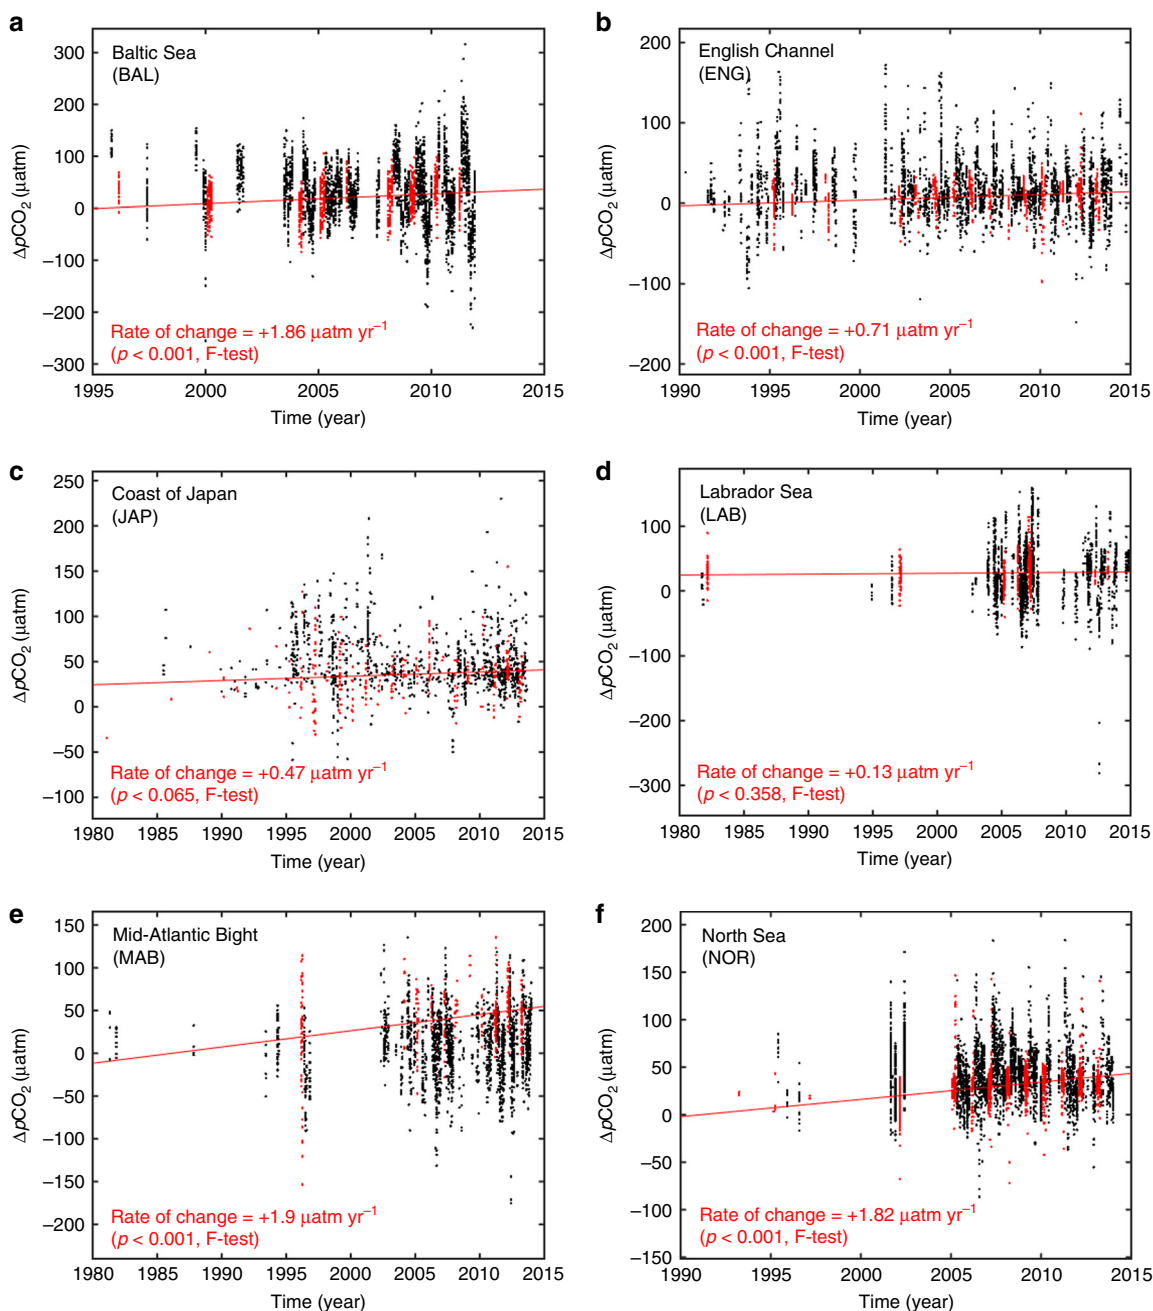 a
Baltic Sea
(BAL)
300
200
100
0
−100
−200
−300
ΔpCO2 (µatm)
Rate of change = +1.86 µatm yr−1
(p < 0.001, F-test)
1995 2000 2005 2010 2015
Time (year)
b
English Channel
(ENG)
200
100
0
−100
−200
ΔpCO2 (µatm)
Rate of change = +0.71 µatm yr−1
(p < 0.001, F-test)
1990 1995 2000 2005 2010 2015
Time (year)
c
Coast of Japan
(JAP)
250
200
150
100
50
0
−50
−100
ΔpCO2 (µatm)
Rate of change = +0.47 µatm yr−1
(p < 0.065, F-test)
1980 1985 1990 1995 2000 2005 2010 2015
Time (year)
d
Labrador Sea
(LAB)
100
0
−100
−200
−300
ΔpCO2 (µatm)
Rate of change = +0.13 µatm yr−1
(p < 0.358, F-test)
1980 1985 1990 1995 2000 2005 2010 2015
Time (year)
e
Mid-Atlantic Bight
(MAB)
150
100
50
0
−50
−100
−150
−200
ΔpCO2 (µatm)
Rate of change = +1.9 µatm yr−1
(p < 0.001, F-test)
1980 1985 1990 1995 2000 2005 2010 2015
Time (year)
f
North Sea
(NOR)
200
150
100
50
0
−50
−100
−150
ΔpCO2 (µatm)
Rate of change = +1.82 µatm yr−1
(p < 0.001, F-test)
1990 1995 2000 2005 2010 2015
Time (year)